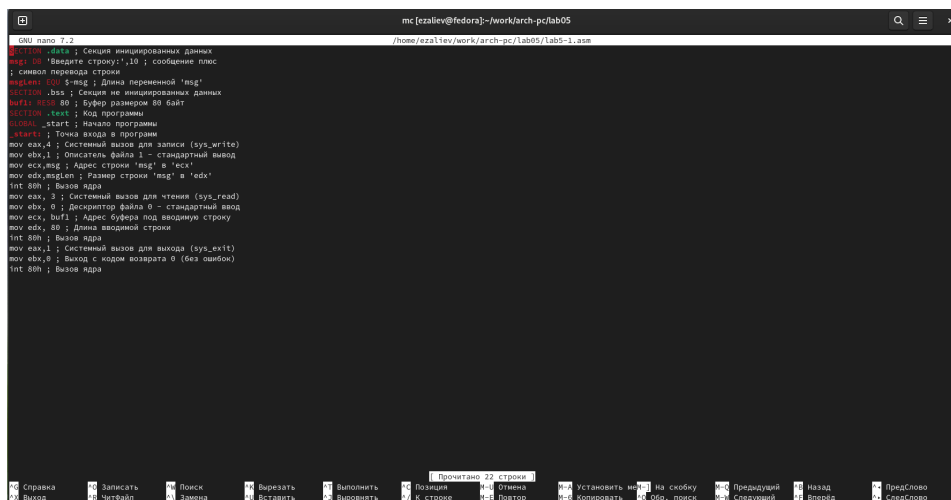 mc [ezaliev@fedora]:~/work/arch-pc/lab05
GNU nano 7.2 /home/ezaliev/work/arch-pc/lab05/lab5-1.asm
SECTION .data ; Секция инициированных данных
msg: DB 'Введите строку:',10 ; сообщение плюс
; символ перевода строки
msgLen: EQU $-msg ; Длина переменной 'msg'
SECTION .bss ; Секция не инициированных данных
buf1: RESB 80 ; Буфер размером 80 байт
SECTION .text ; Код программы
GLOBAL _start ; Начало программы
_start: ; Точка входа в программ
mov eax,4 ; Системный вызов для записи (sys_write)
mov ebx,1 ; Описатель файла 1 - стандартный вывод
mov ecx,msg ; Адрес строки 'msg' в 'ecx'
mov edx,msgLen ; Размер строки 'msg' в 'edx'
int 80h ; Вызов ядра
mov eax, 3 ; Системный вызов для чтения (sys_read)
mov ebx, 0 ; Дескриптор файла 0 - стандартный ввод
mov ecx, buf1 ; Адрес буфера под вводимую строку
mov edx, 80 ; Длина вводимой строки
int 80h ; Вызов ядра
mov eax,1 ; Системный вызов для выхода (sys_exit)
mov ebx,0 ; Выход с кодом возврата 0 (без ошибок)
int 80h ; Вызов ядра
[ Прочитано 22 строки ]
^G Справка ^O Записать ^W Поиск ^K Вырезать ^T Выполнить ^C Позиция M-U Отмена M-A Установить ме M-] На скобку M-Q Предыдущий ^B Назад ПредСлово
^X Выход ^R ЧитФайл ^\ Замена ^U Вставить ^J Выровнять ^/ К строке M-E Повтор M-6 Копировать ^Q Обр. поиск M-W Следующий ^F Вперёд СледСлово